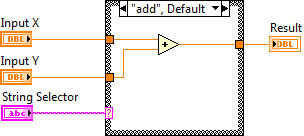 "add", Default
Input X
DBL
Result
DBL
Input Y
DBL
String Selector
abc
?